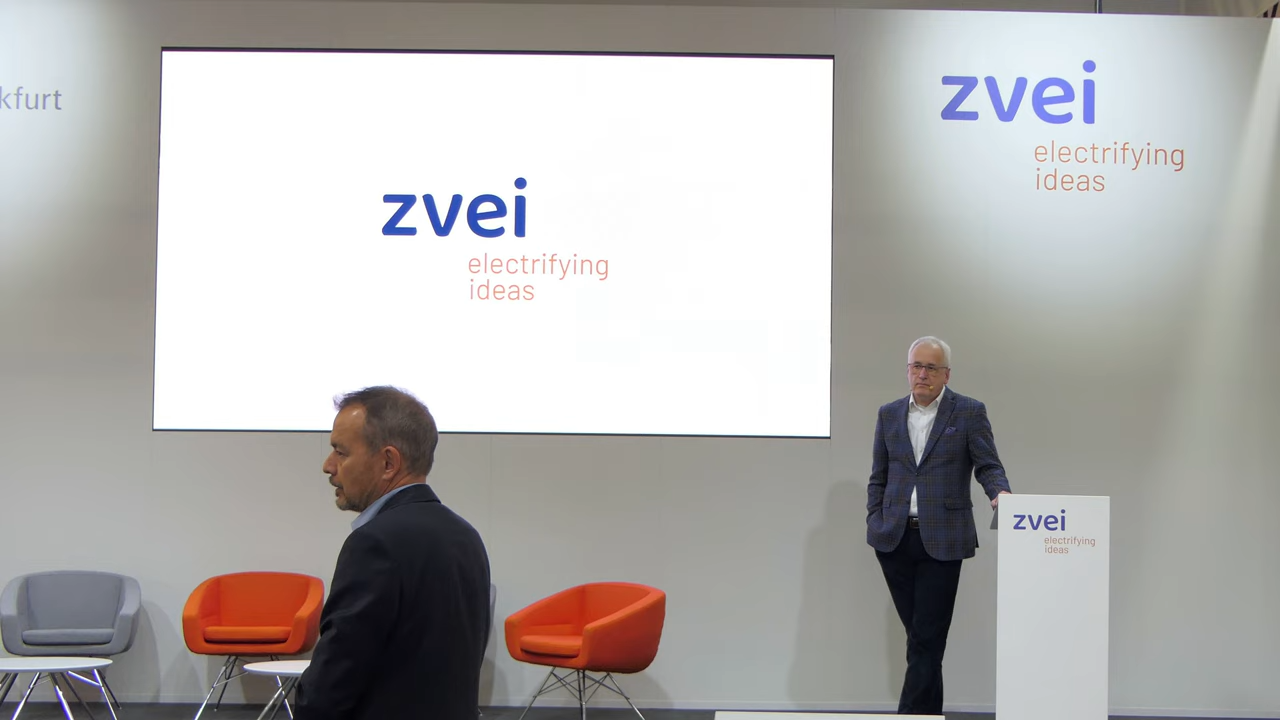 kfurt
zvei
electrifying
ideas
zvei
electrifying
ideas
zvei
electrifying
ideas